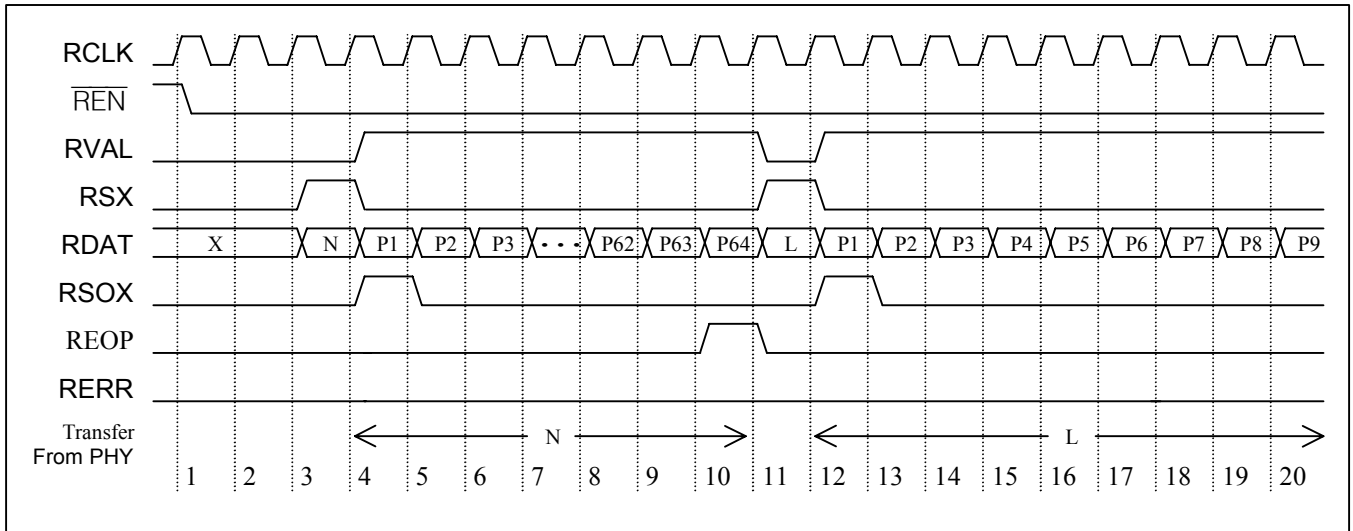 RCLK
REN
RVAL
RSX
RDAT X N P1 P2 P3 • • • P62 P63 P64 L P1 P2 P3 P4 P5 P6 P7 P8 P9
RSOX
REOP
RERR
Transfer
From PHY
N L
1 2 3 4 5 6 7 8 9 10 11 12 13 14 15 16 17 18 19 20